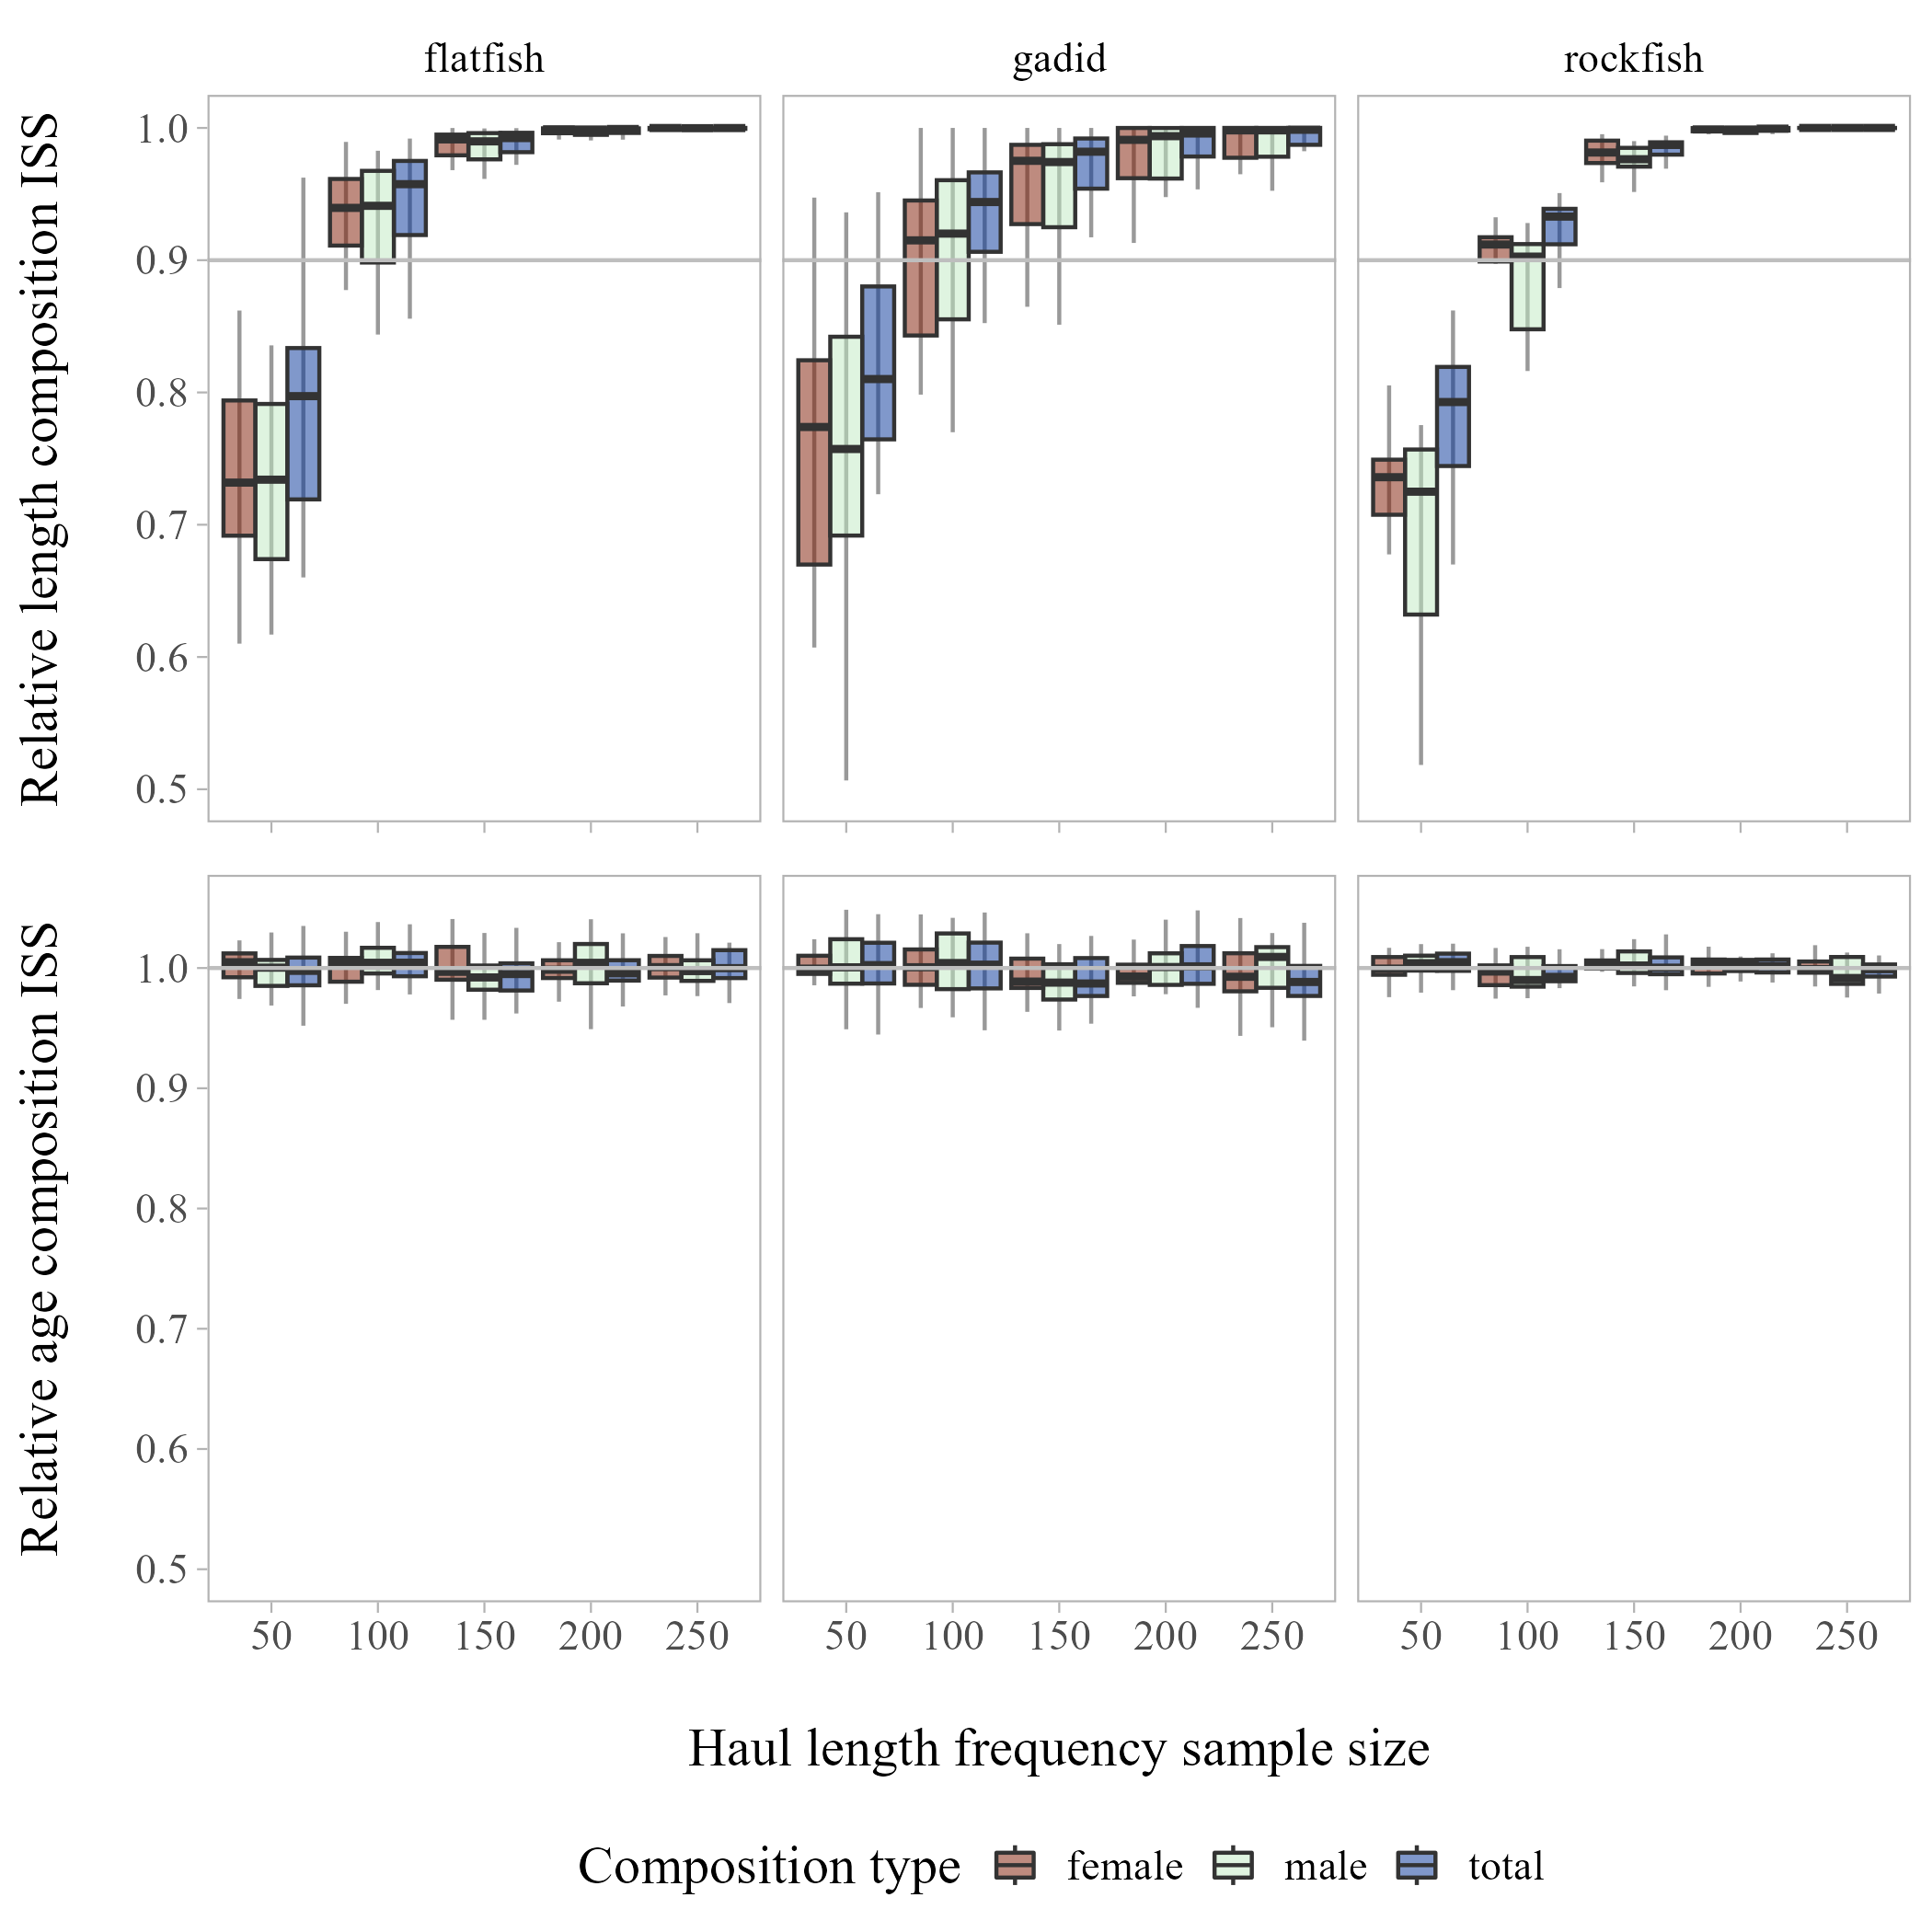 flatfish gadid rockfish
Relative length composition ISS
1.0
0.9
0.8
0.7
0.6
0.5
Relative age composition ISS
1.0
0.9
0.8
0.7
0.6
0.5
50 100 150 200 250 50 100 150 200 250 50 100 150 200 250
Haul length frequency sample size
Composition type female male total